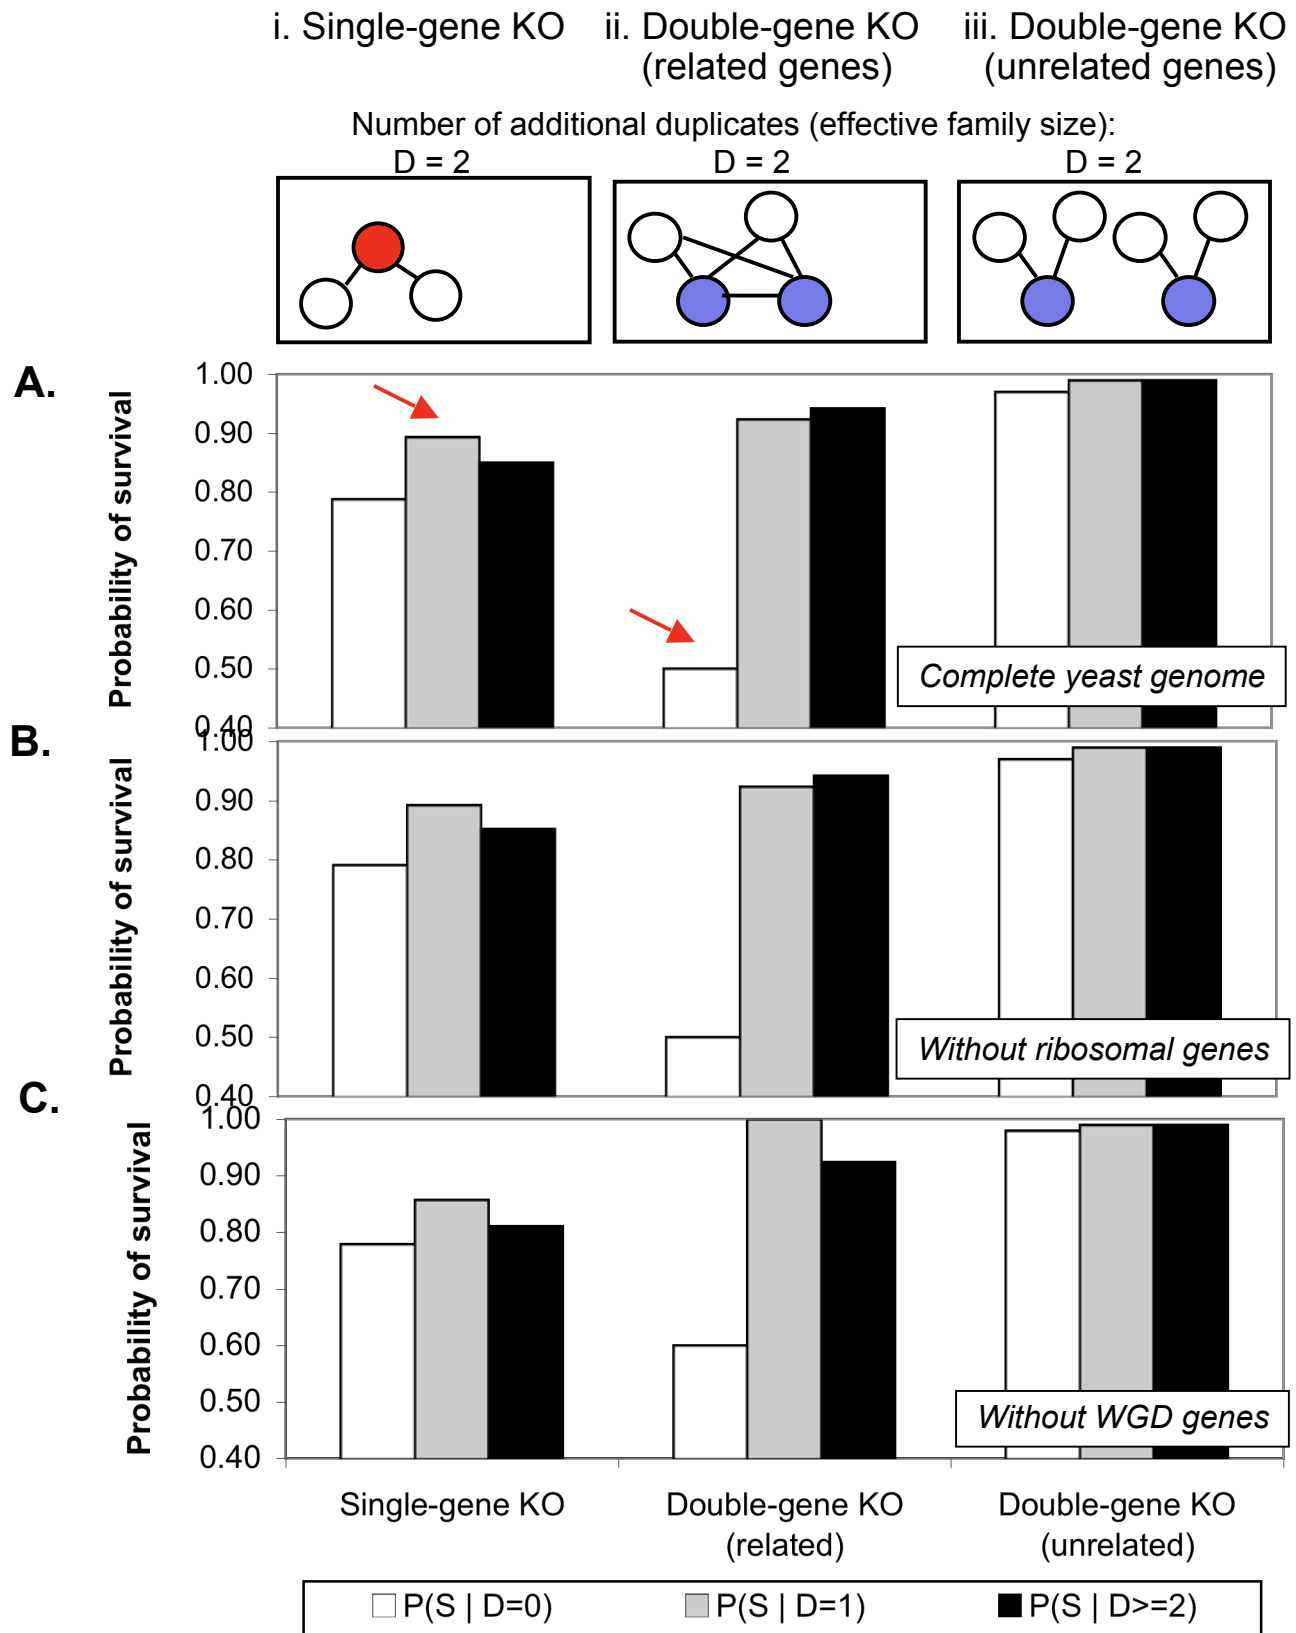 i. Single-gene KO
ii. Double-gene KO
(related genes)
iii. Double-gene KO
(unrelated genes)
Number of additional duplicates (effective family size):
D = 2
D = 2
D = 2
A.
Probability of survival
1.00
0.90
0.80
0.70
0.60
0.50
0.40
Complete yeast genome
B.
Probability of survival
1.00
0.90
0.80
0.70
0.60
0.50
0.40
Without ribosomal genes
C.
Probability of survival
1.00
0.90
0.80
0.70
0.60
0.50
0.40
Without WGD genes
Single-gene KO
Double-gene KO
(related)
Double-gene KO
(unrelated)
P(S | D=0)
P(S | D=1)
P(S | D>=2)